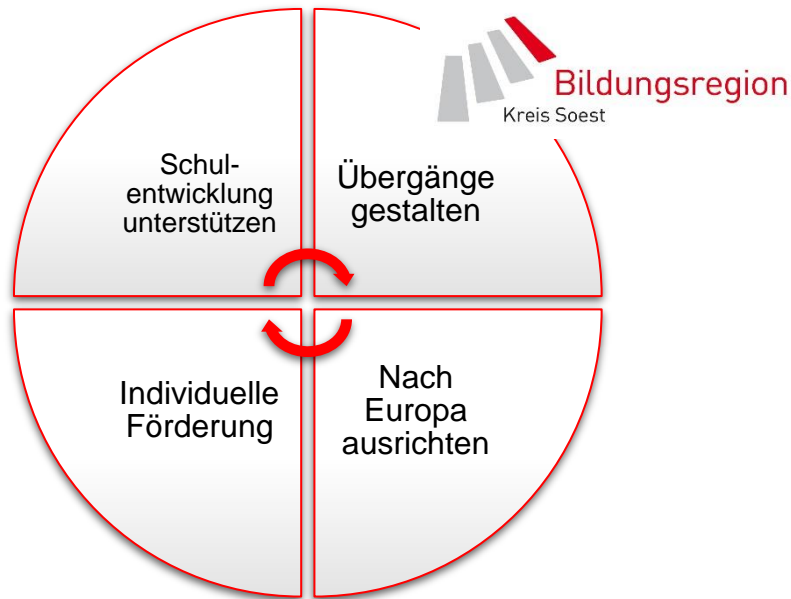 Bildungsregion
Kreis Soest
Schul-
entwicklung
unterstützen
Übergänge
gestalten
Individuelle
Förderung
Nach
Europa
ausrichten